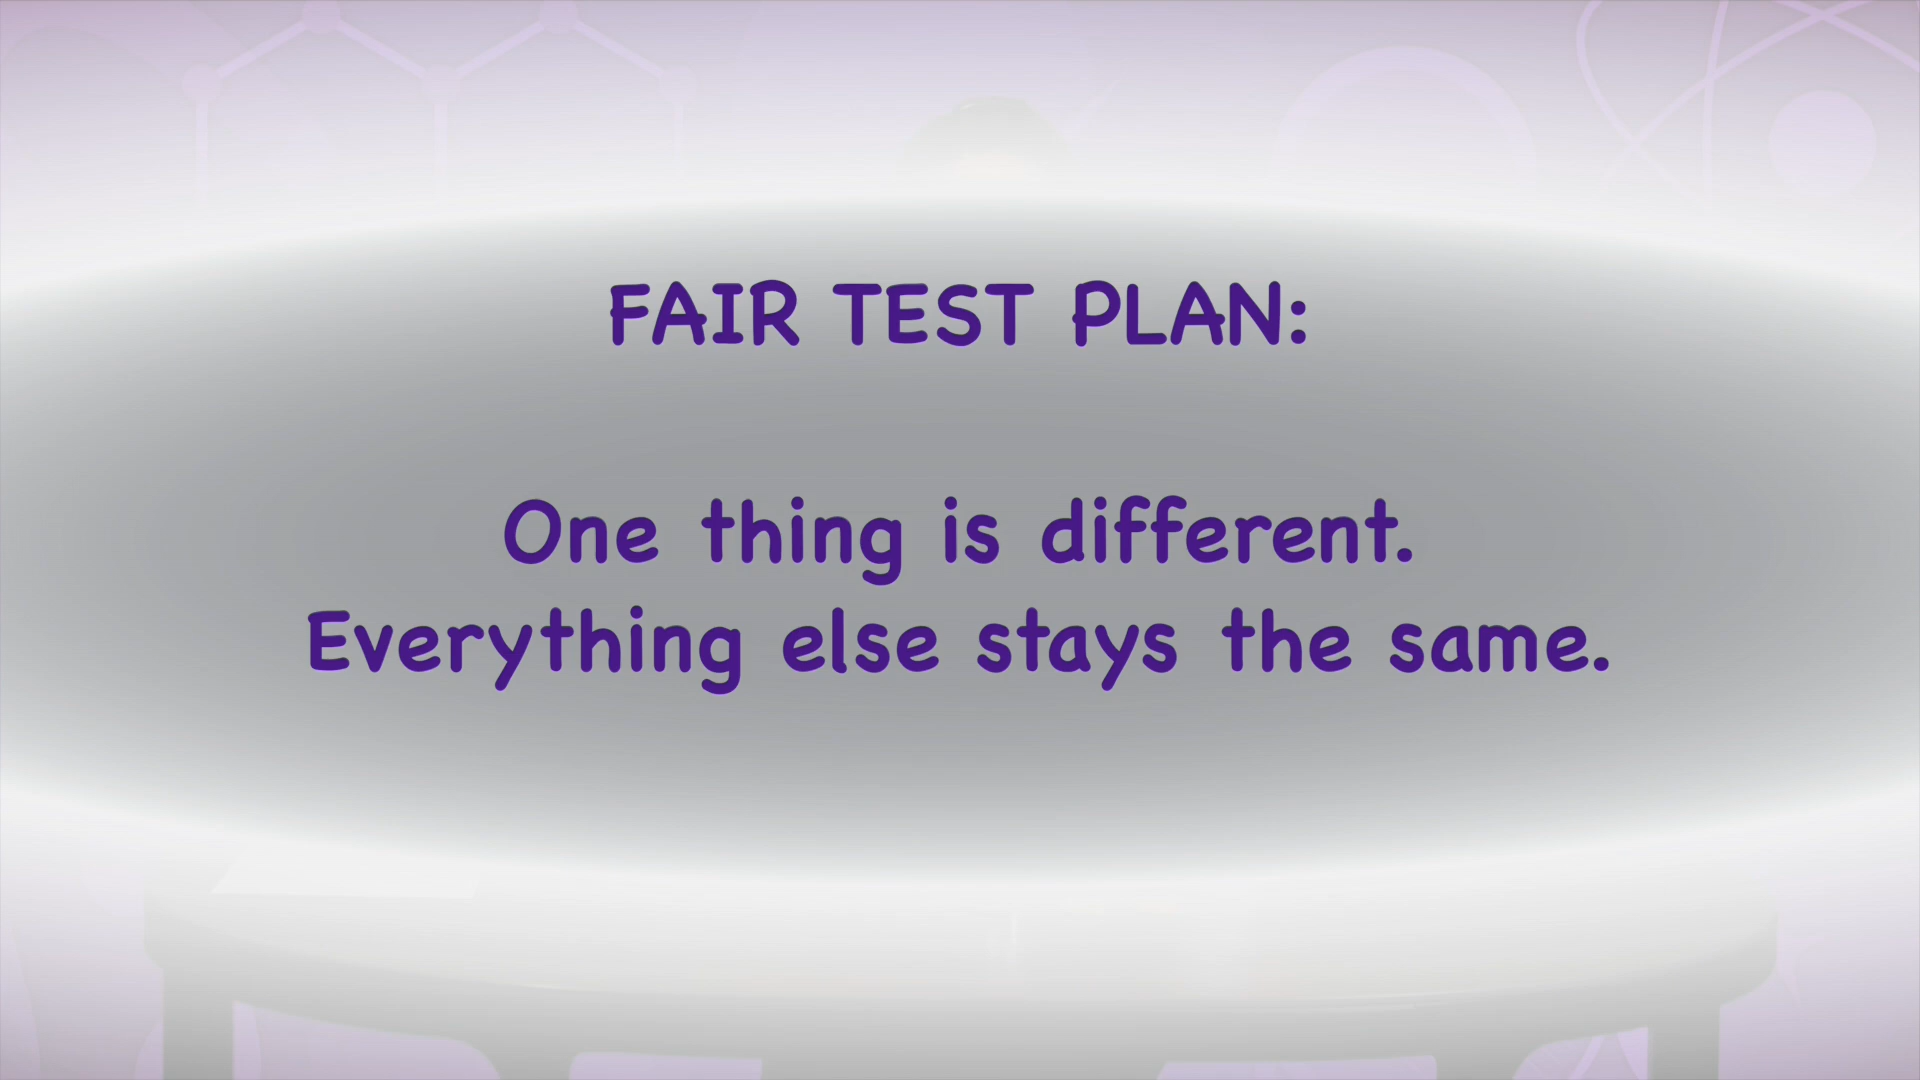 FAIR TEST PLAN:
One thing is different.
Everything else stays the same.